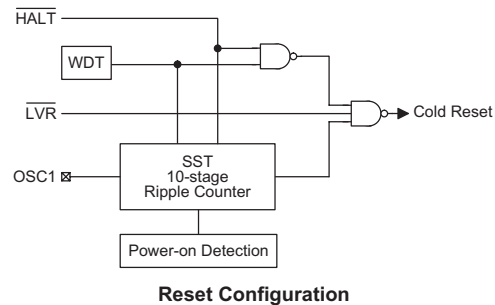 HALT
WDT
LVR
Cold Reset
OSC1
SST
10-stage
Ripple Counter
Power-on Detection
Reset Configuration